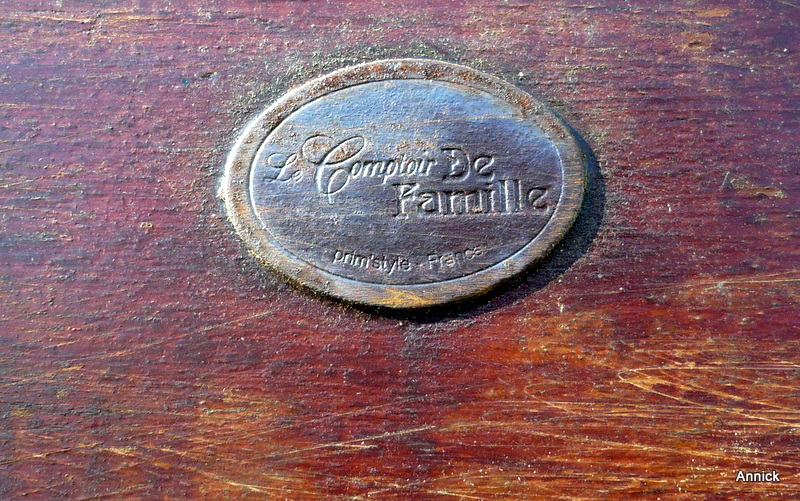 Le Comptoir De
Famille
prim'style - France
Annick